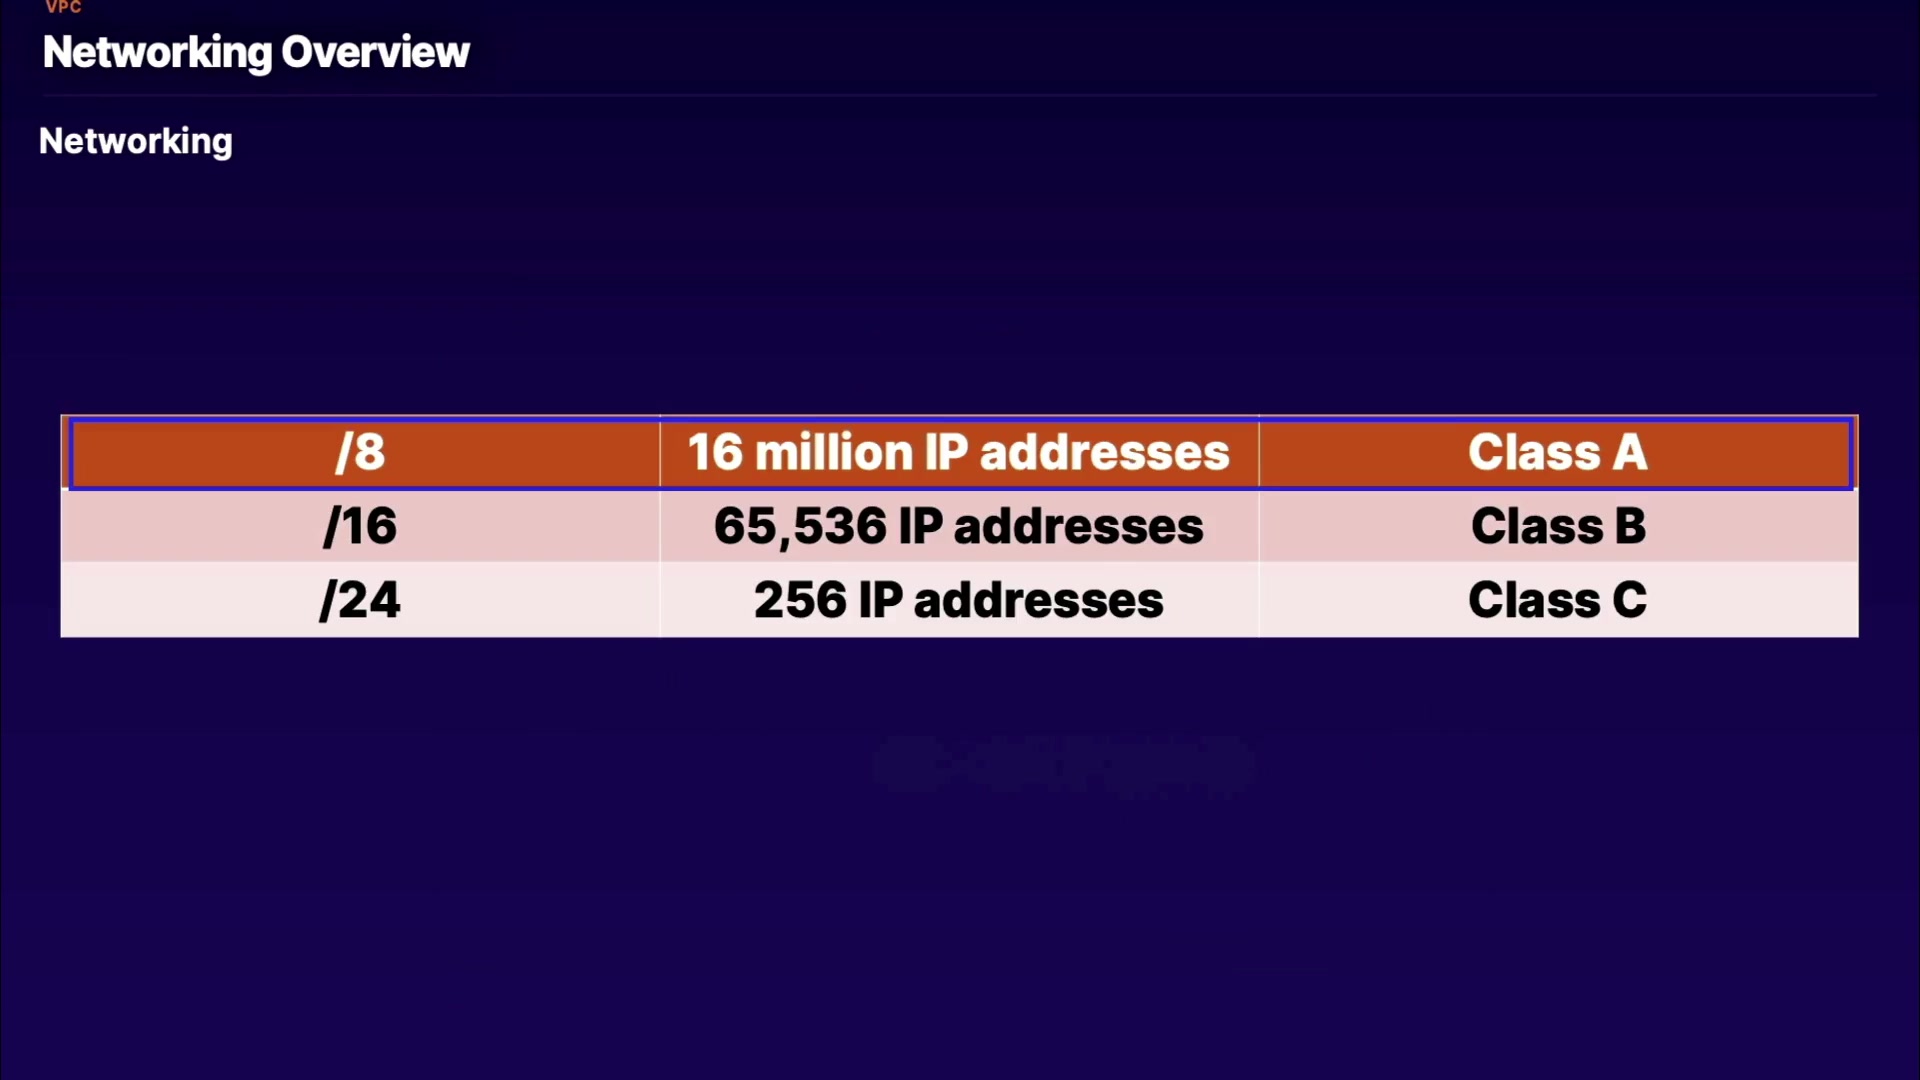 VPC
Networking Overview
Networking
/8 16 million IP addresses Class A
/16 65,536 IP addresses Class B
/24 256 IP addresses Class C